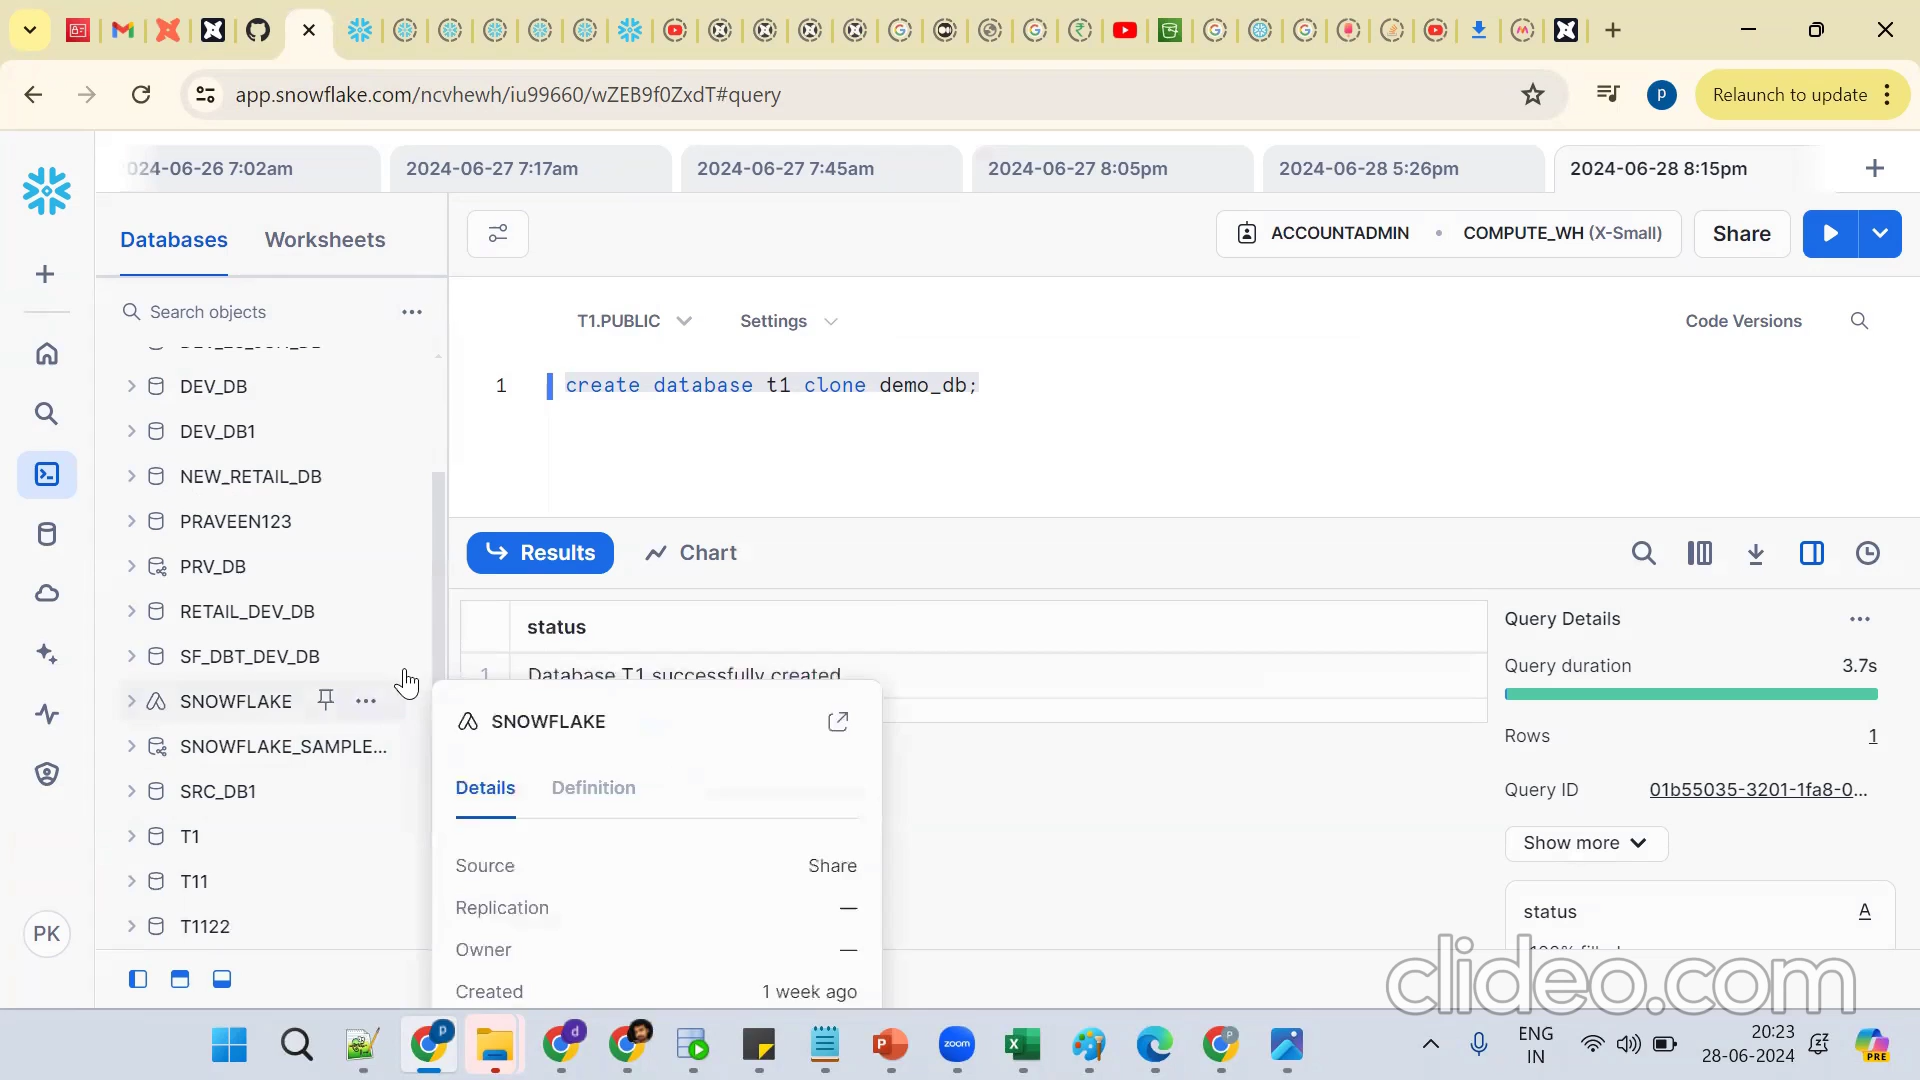 app.snowflake.com/ncvhewh/iu99660/wZEB9f0ZxdT#query
p
Relaunch to update
024-06-26 7:02am
2024-06-27 7:17am
2024-06-27 7:45am
2024-06-27 8:05pm
2024-06-28 5:26pm
2024-06-28 8:15pm
Databases
Worksheets
ACCOUNTADMIN
COMPUTE_WH (X-Small)
Share
Search objects
T1.PUBLIC
Settings
Code Versions
DEV_DB
DEV_DB1
NEW_RETAIL_DB
PRAVEEN123
PRV_DB
RETAIL_DEV_DB
SF_DBT_DEV_DB
SNOWFLAKE
SNOWFLAKE_SAMPLE...
SRC_DB1
T1
T11
T1122
PK
1
create database t1 clone demo_db;
Results
Chart
status
1
Database T1 successfully created.
SNOWFLAKE
Details
Definition
Source
Share
Replication
—
Owner
—
Created
1 week ago
Query Details
Query duration
3.7s
Rows
1
Query ID
01b55035-3201-1fa8-0...
Show more
status
A
clideo.com
ENG
IN
20:23
28-06-2024
PRE
zoom